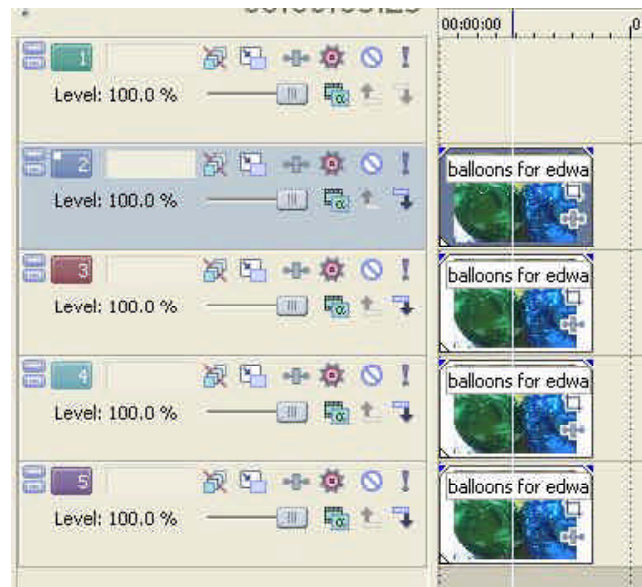 00:00:00
1
Level: 100.0 %
2
balloons for edwa
Level: 100.0 %
3
balloons for edwa
Level: 100.0 %
4
balloons for edwa
Level: 100.0 %
5
balloons for edwa
Level: 100.0 %